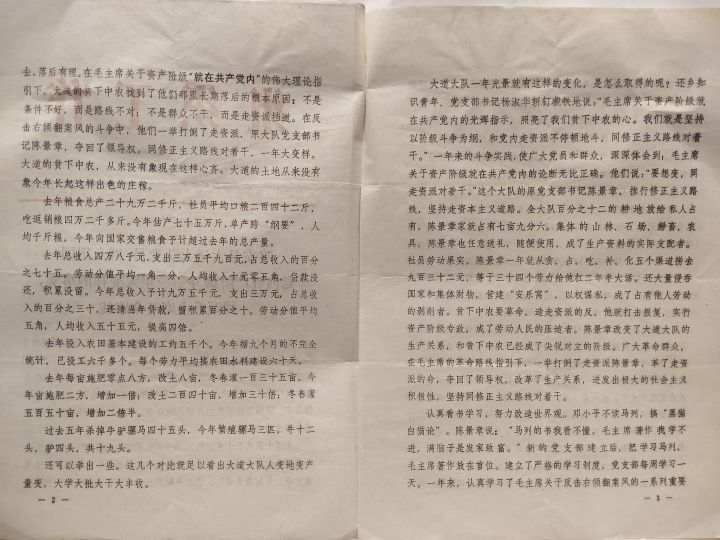 去，落后有理。在毛主席关于资产阶级“就在共产党内”的伟大理论指
引下，大道的贫下中农找到了他们那里长期落后的根本原因：不是
条件不好，而是路线不对；不是群众不干，而是走资派挡道。在反
击右倾翻案风的斗争中，他们一举打倒了走资派，原大队党支部书
记陈景章，夺回了领导权，同修正主义路线对着干，一年大变样。
大道的贫下中农，从来没有象现在这样心齐。大道的土地从来没有
象今年长起这样出色的庄稼。
去年粮食总产二十九万二千斤，社员平均口粮二百四十二斤，
吃返销粮四万二千多斤。今年估产七十五万斤，单产跨“纲要”，人
均千斤粮，今年向国家交售粮食予计超过去年的总产量。
去年总收入四万八千元，支出三万五千九百元，占总收入的百分
之七十五。劳动分值平均一角一分，人均收入十元零五角，贷款没
还，积累没留。今年总收入予计九万五千元，支出三万元，占总收
入的百分之三十，还清当年贷款，留积累百分之十。劳动分值平均
五角，人均收入五十五元，提高四倍。
去年投入农田基本建设的工约五千个。今年据九个月的不完全
统计，已投工六千多个。每个劳力平均搞农田水利建设六十天。
去年每亩施肥零点八方，改土八亩，冬春灌一百三十五亩。今
年亩施肥二方，增加一倍；改土二百四十亩，增加三十倍；冬春灌
五百五十亩，增加二倍半。
过去五年杀掉牛驴骡马四十五头，今年繁殖骡马三匹，牛十二
头，驴四头，共十九头。
还可以举出一些。这几个对比就足以看出大道大队人变地变产
量变，大学大批大干大丰收。
— 2 —
大道大队一年光景就有这样的变化，是怎么取得的呢？还乡知
识青年，党支部书记杨淑华斩钉截铁地说：“毛主席关于资产阶级就
在共产党内的光辉指示，照亮了我们贫下中农的心。我们就是坚持
以阶级斗争为纲，和党内走资派不停顿地斗，同修正主义路线对着
干。”一年来的斗争实践，使广大党员和群众，深深体会到：毛主席
关于资产阶级就在共产党内的论断无比正确。他们说：“要想变，同
走资派对着干。”这个大队的原党支部书记陈景章，推行修正主义路
线，坚持走资本主义道路。全大队百分之十二的耕地放给私人占
有，陈景章家就占有七亩九分六。集体的山林、石场，耕畜，农
具，陈景章也任意送礼，随便使用，成了生产资料的实际支配者。
社员劳动果实，陈景章一年就从贪、占、吃、补、化五个渠道捞去
九百三十二元，等于三十四个劳力给他扛二年半大活。还大量侵吞
国家和集体财物，营建“安乐窝”，以权谋私，成了占有他人劳动
的剥削者。贫下中农要革命，造走资派的反，他就打击报复，实行
资产阶级专政，成了劳动人民的压迫者。陈景章改变了大道大队的
生产关系，和贫下中农已经成了尖锐对立的阶级。广大革命群众，
在毛主席的革命路线指引下，一举打倒了走资派陈景章，革了走资
派的命，夺回了领导权，改革了生产关系，迸发出极大的社会主义
积极性，坚持同修正主义路线对着干。
认真看书学习，努力改造世界观。邓小平不读马列，搞“黑猫
白猫论”。陈景章说：“马列的书我看不懂，毛主席著作我学不
进，满脑子是发家致富。”新的党支部建立后，把学习马列、
毛主席著作放在首位，建立了严格的学习制度，党支部每周学习一
天。一年来，认真学习了毛主席关于反击右倾翻案风的一系列重要
— 3 —